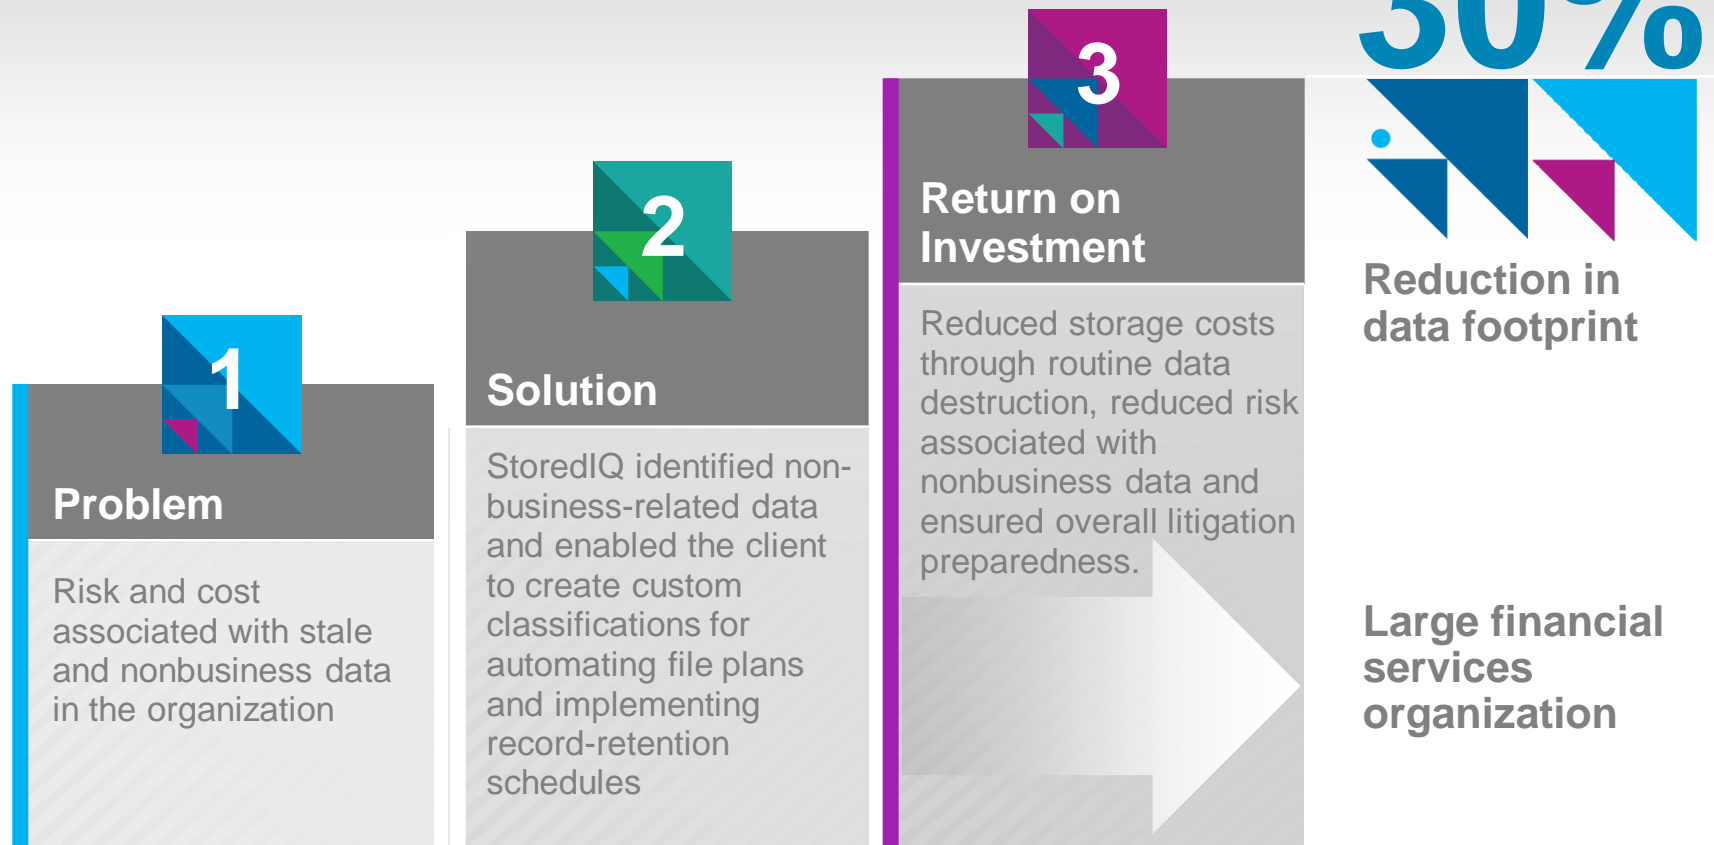 1
Problem
Risk and cost
associated with stale
and nonbusiness data
in the organization
2
Solution
StoredIQ identified non-
business-related data
and enabled the client
to create custom
classifications for
automating file plans
and implementing
record-retention
schedules
3
Return on
Investment
Reduced storage costs
through routine data
destruction, reduced risk
associated with
nonbusiness data and
ensured overall litigation
preparedness.
30%
Reduction in
data footprint
Large financial
services
organization